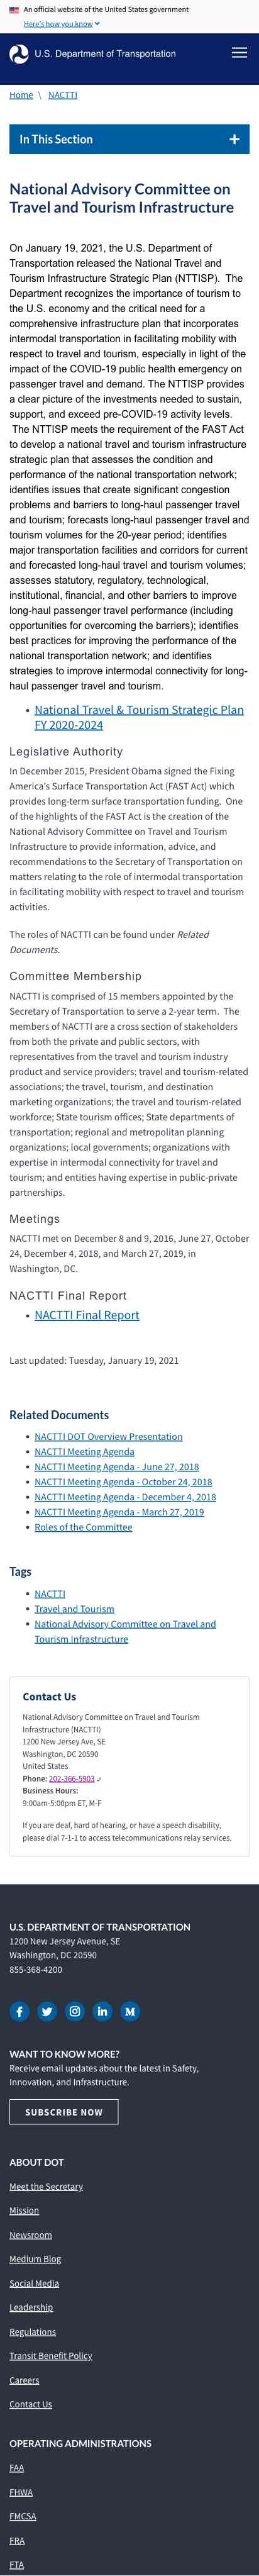 An official website of the United States government
Here's how you know
U.S. Department of Transportation
Home \ NACTTI
In This Section
National Advisory Committee on
Travel and Tourism Infrastructure
On January 19, 2021, the U.S. Department of
Transportation released the National Travel and
Tourism Infrastructure Strategic Plan (NTTISP). The
Department recognizes the importance of tourism to
the U.S. economy and the critical need for a
comprehensive infrastructure plan that incorporates
intermodal transportation in facilitating mobility with
respect to travel and tourism, especially in light of the
impact of the COVID-19 public health emergency on
passenger travel and demand. The NTTISP provides
a clear picture of the investments needed to sustain,
support, and exceed pre-COVID-19 activity levels.
The NTTISP meets the requirement of the FAST Act
to develop a national travel and tourism infrastructure
strategic plan that assesses the condition and
performance of the national transportation network;
identifies issues that create significant congestion
problems and barriers to long-haul passenger travel
and tourism; forecasts long-haul passenger travel and
tourism volumes for the 20-year period; identifies
major transportation facilities and corridors for current
and forecasted long-haul travel and tourism volumes;
assesses statutory, regulatory, technological,
institutional, financial, and other barriers to improve
long-haul passenger travel performance (including
opportunities for overcoming the barriers); identifies
best practices for improving the performance of the
national transportation network; and identifies
strategies to improve intermodal connectivity for long-
haul passenger travel and tourism.
• National Travel & Tourism Strategic Plan
FY 2020-2024
Legislative Authority
In December 2015, President Obama signed the Fixing
America's Surface Transportation Act (FAST Act) which
provides long-term surface transportation funding. One
of the highlights of the FAST Act is the creation of the
National Advisory Committee on Travel and Tourism
Infrastructure to provide information, advice, and
recommendations to the Secretary of Transportation on
matters relating to the role of intermodal transportation
in facilitating mobility with respect to travel and tourism
activities.
The roles of NACTTI can be found under Related
Documents.
Committee Membership
NACTTI is comprised of 15 members appointed by the
Secretary of Transportation to serve a 2-year term. The
members of NACTTI are a cross section of stakeholders
from both the private and public sectors, with
representatives from the travel and tourism industry
product and service providers; travel and tourism-related
associations; the travel, tourism, and destination
marketing organizations; the travel and tourism-related
workforce; State tourism offices; State departments of
transportation; regional and metropolitan planning
organizations; local governments; organizations with
expertise in intermodal connectivity for travel and
tourism; and entities having expertise in public-private
partnerships.
Meetings
NACTTI met on December 8 and 9, 2016, June 27, October
24, December 4, 2018, and March 27, 2019, in
Washington, DC.
NACTTI Final Report
• NACTTI Final Report
Last updated: Tuesday, January 19, 2021
Related Documents
• NACTTI DOT Overview Presentation
• NACTTI Meeting Agenda
• NACTTI Meeting Agenda - June 27, 2018
• NACTTI Meeting Agenda - October 24, 2018
• NACTTI Meeting Agenda - December 4, 2018
• NACTTI Meeting Agenda - March 27, 2019
• Roles of the Committee
Tags
• NACTTI
• Travel and Tourism
• National Advisory Committee on Travel and
Tourism Infrastructure
Contact Us
National Advisory Committee on Travel and Tourism
Infrastructure (NACTTI)
1200 New Jersey Ave, SE
Washington, DC 20590
United States
Phone: 202-366-5903
Business Hours:
9:00am-5:00pm ET, M-F
If you are deaf, hard of hearing, or have a speech disability,
please dial 7-1-1 to access telecommunications relay services.
U.S. DEPARTMENT OF TRANSPORTATION
1200 New Jersey Avenue, SE
Washington, DC 20590
855-368-4200
WANT TO KNOW MORE?
Receive email updates about the latest in Safety,
Innovation, and Infrastructure.
SUBSCRIBE NOW
ABOUT DOT
Meet the Secretary
Mission
Newsroom
Medium Blog
Social Media
Leadership
Regulations
Transit Benefit Policy
Careers
Contact Us
OPERATING ADMINISTRATIONS
FAA
FHWA
FMCSA
FRA
FTA